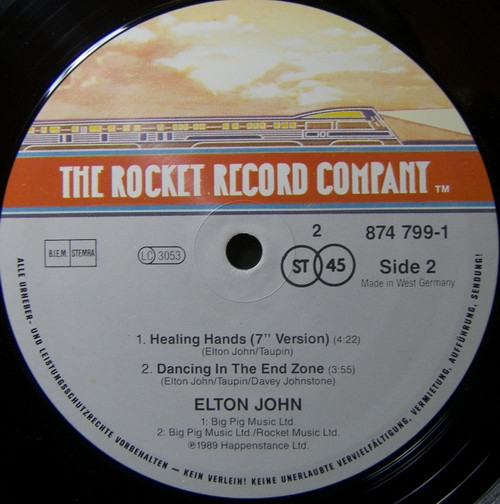 THE ROCKET RECORD COMPANY TM
2
874 799-1
B.I.E.M. STEMRA
LC 3053
ST 45
Side 2
Made in West Germany
1. Healing Hands (7'' Version) (4:22)
(Elton John/Taupin)
2. Dancing In The End Zone (3:55)
(Elton John/Taupin/Davey Johnstone)
ELTON JOHN
1: Big Pig Music Ltd.
2: Big Pig Music Ltd./Rocket Music Ltd.
℗1989 Happenstance Ltd.
ALLE URHEBER- UND LEISTUNGSSCHUTZRECHTE VORBEHALTEN – KEIN VERLEIH! KEINE UNERLAUBTE VERVIELFÄLTIGUNG, VERMIETUNG, AUFFÜHRUNG, SENDUNG!